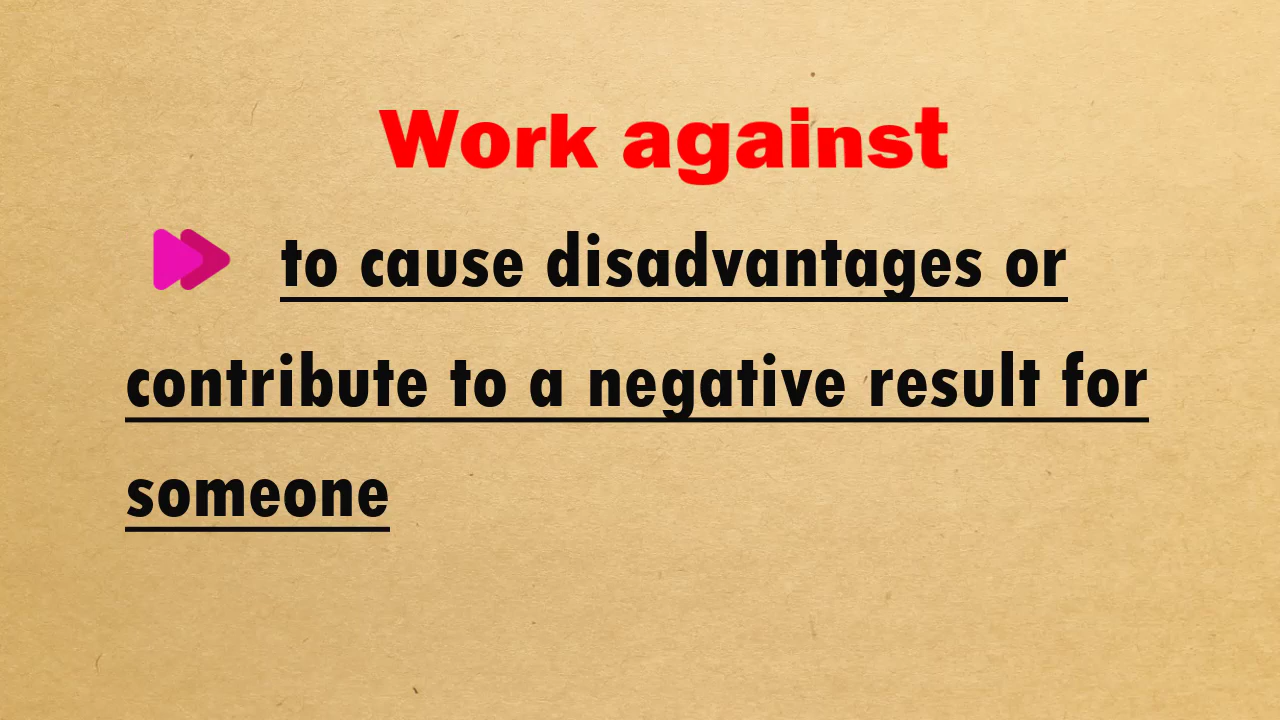 Work against
to cause disadvantages or
contribute to a negative result for
someone